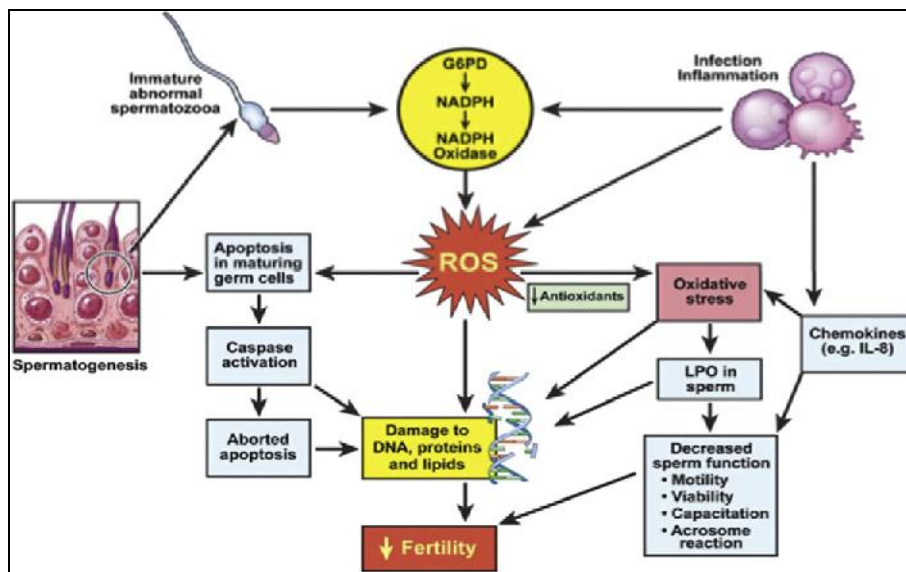 Immature
abnormal
spermatozooa
G6PD
NADPH
NADPH
Oxidase
Infection
Inflammation
Spermatogenesis
Apoptosis
in maturing
germ cells
ROS
↓ Antioxidants
Oxidative
stress
Chemokines
(e.g. IL-8)
Caspase
activation
LPO in
sperm
Aborted
apoptosis
Damage to
DNA, proteins
and lipids
Decreased
sperm function
• Motility
• Viability
• Capacitation
• Acrosome
reaction
↓ Fertility